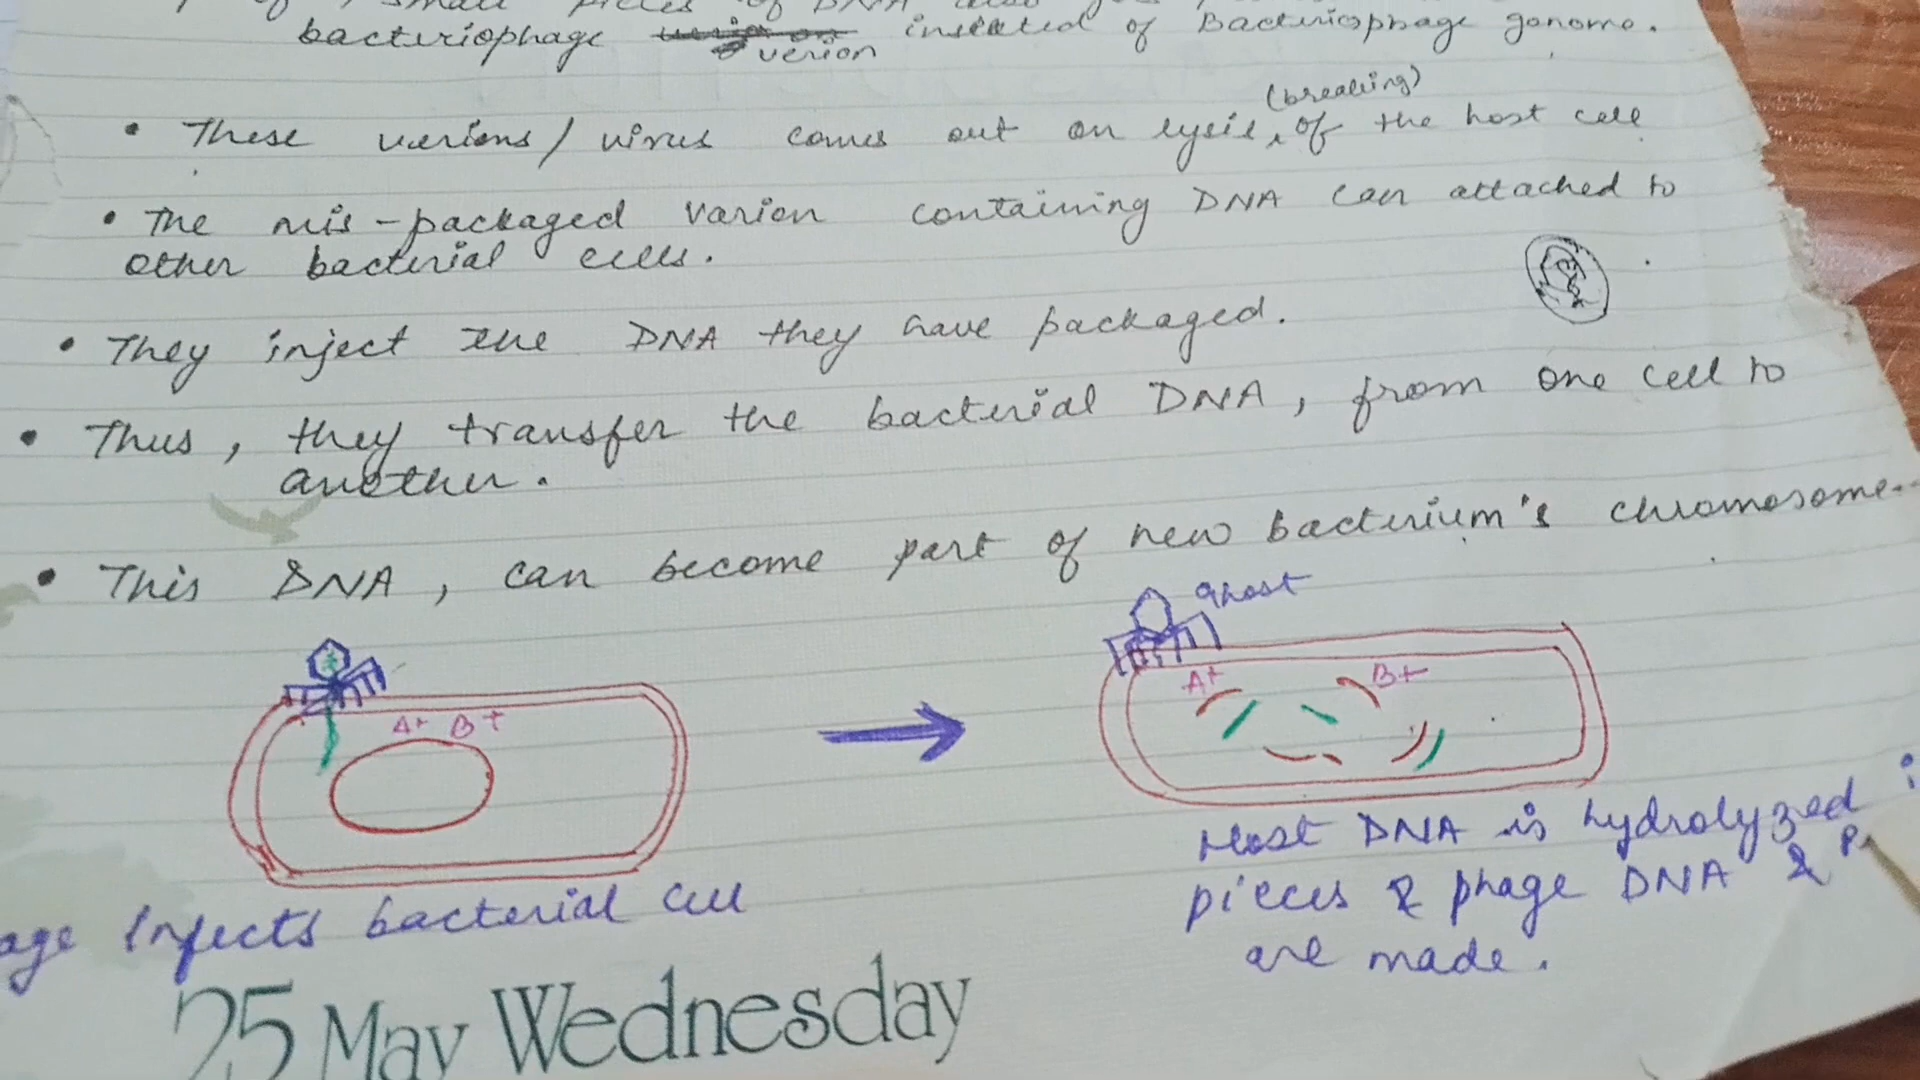 bacteriophage verion inserted of Bacteriophage genome.
(breaking)
• These verions/virus comes out on lysis, of the host cell
• The mis-packaged varion containing DNA can attached to
other bacterial cells.
• They inject the DNA they have packaged.
• Thus, they transfer the bacterial DNA, from one cell to
another.
• This DNA, can become part of new bacterium's chromosome.
Ghost
A+ B+
A+ B+
Host DNA is hydrolyzed i
pieces & phage DNA & P
are made.
age infects bacterial cell
25 May Wednesday